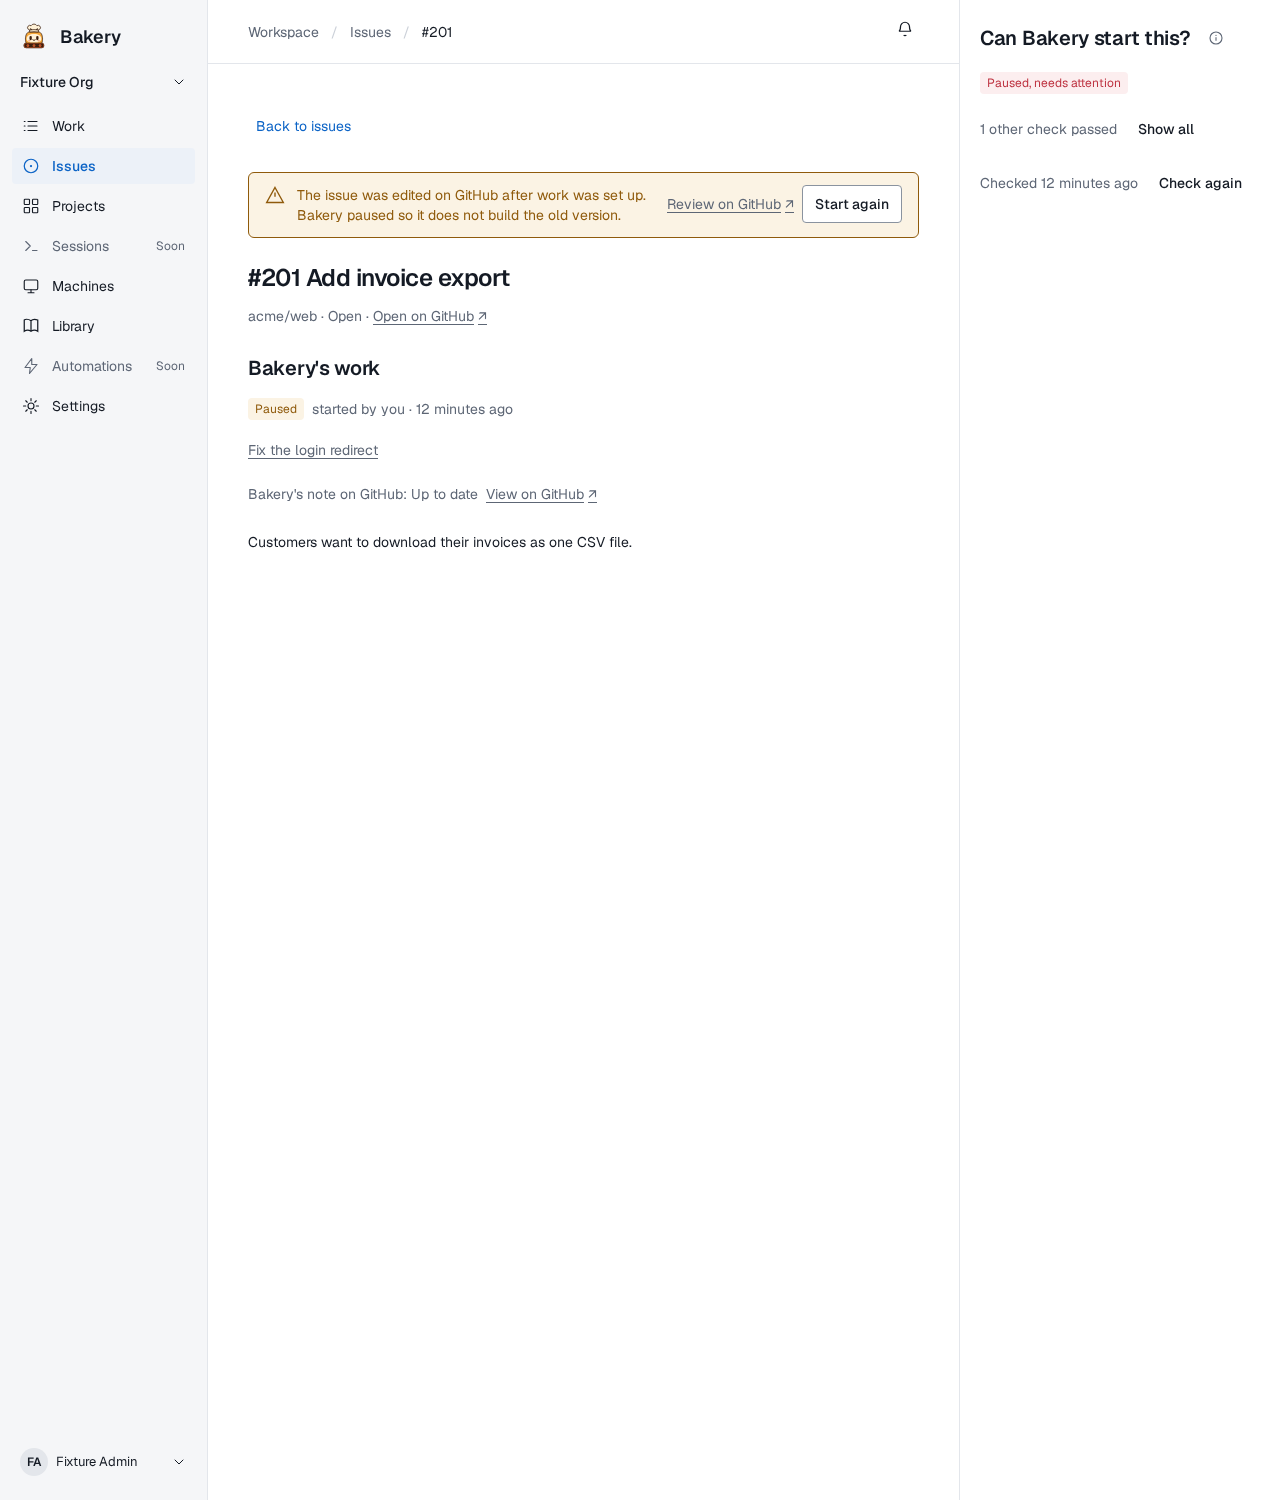 Bakery
Fixture Org
Work
Issues
Projects
Sessions Soon
Machines
Library
Automations Soon
Settings
FA Fixture Admin
Workspace / Issues / #201
Back to issues
The issue was edited on GitHub after work was set up.
Bakery paused so it does not build the old version.
Review on GitHub ↗
Start again
#201 Add invoice export
acme/web · Open · Open on GitHub ↗
Bakery's work
Paused started by you · 12 minutes ago
Fix the login redirect
Bakery's note on GitHub: Up to date View on GitHub ↗
Customers want to download their invoices as one CSV file.
Can Bakery start this?
Paused, needs attention
1 other check passed Show all
Checked 12 minutes ago Check again